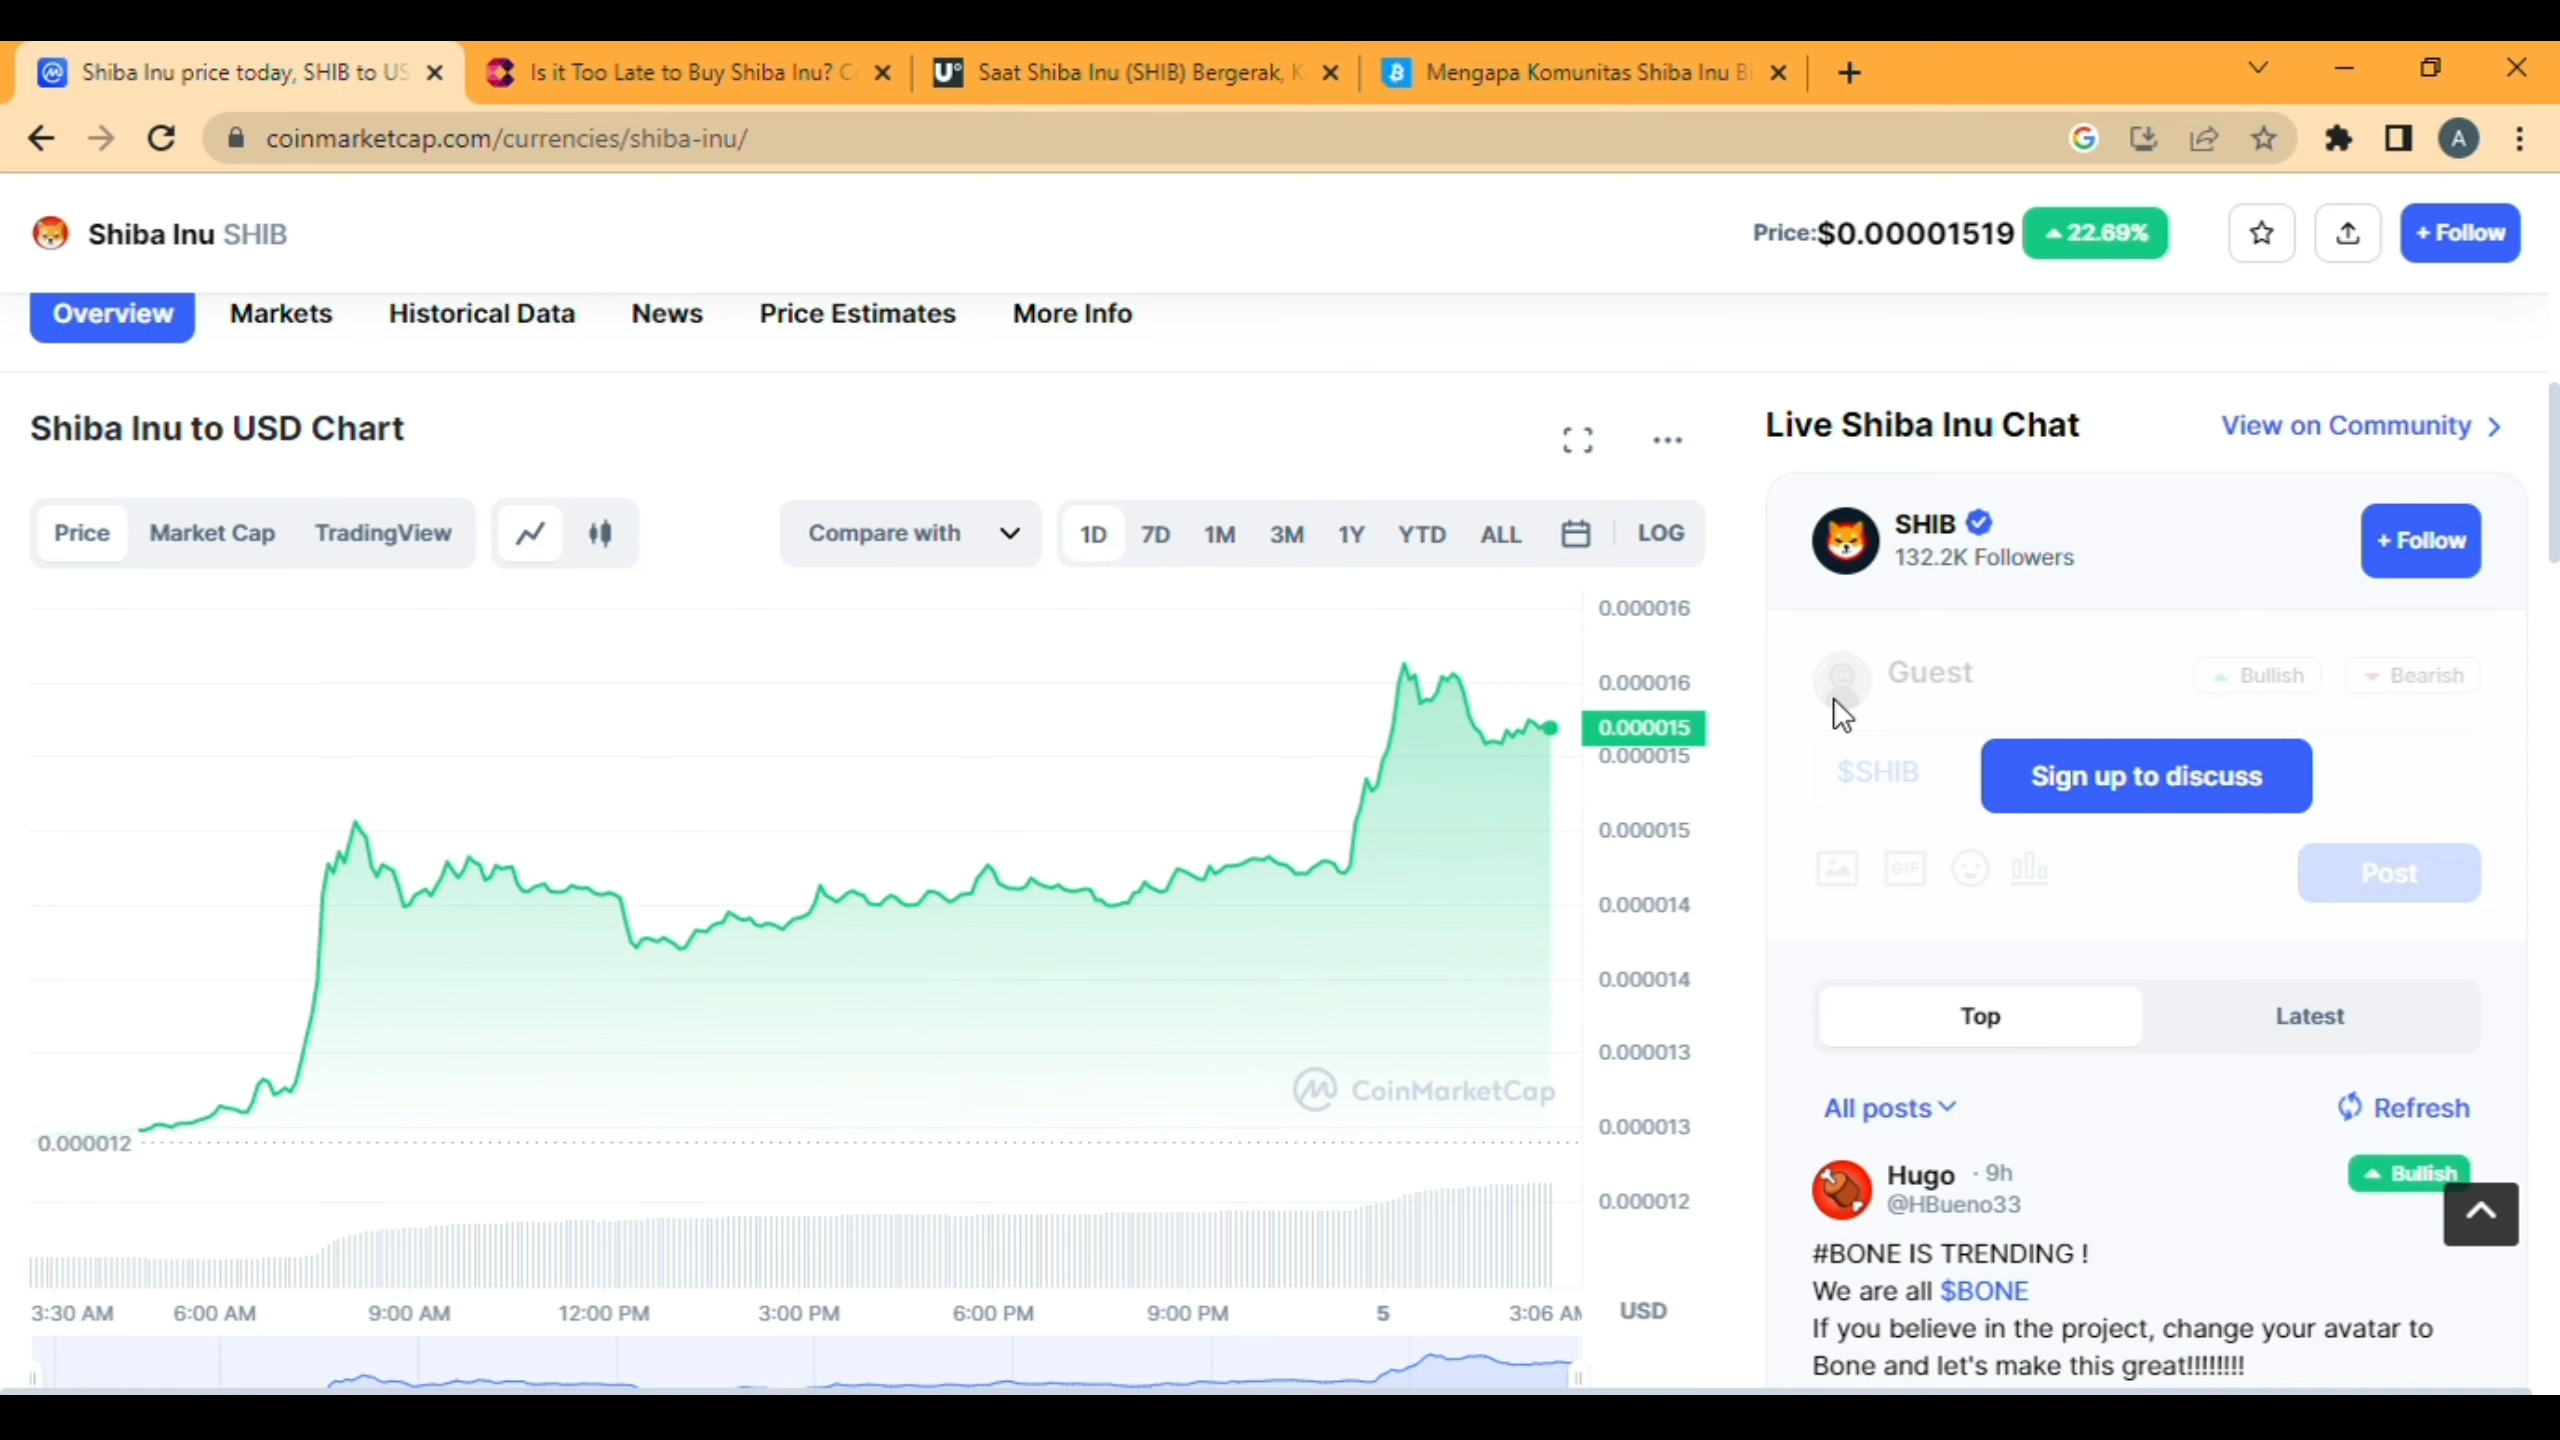 Shiba Inu price today, SHIB to US
Is it Too Late to Buy Shiba Inu?
Saat Shiba Inu (SHIB) Bergerak,
Mengapa Komunitas Shiba Inu
coinmarketcap.com/currencies/shiba-inu/
A
Shiba Inu SHIB
Price:$0.00001519
22.69%
+ Follow
Overview
Markets
Historical Data
News
Price Estimates
More Info
Shiba Inu to USD Chart
Price
Market Cap
TradingView
Compare with
1D
7D
1M
3M
1Y
YTD
ALL
LOG
0.000016
0.000016
0.000015
0.000015
0.000015
0.000014
0.000014
0.000013
0.000013
0.000012
0.000012
CoinMarketCap
3:30 AM
6:00 AM
9:00 AM
12:00 PM
3:00 PM
6:00 PM
9:00 PM
5
3:06 AM
USD
Live Shiba Inu Chat
View on Community
SHIB
132.2K Followers
+ Follow
Guest
Bullish
Bearish
$SHIB
Sign up to discuss
GIF
Post
Top
Latest
All posts
Refresh
Hugo · 9h
@HBueno33
Bullish
#BONE IS TRENDING !
We are all $BONE
If you believe in the project, change your avatar to
Bone and let's make this great!!!!!!!!